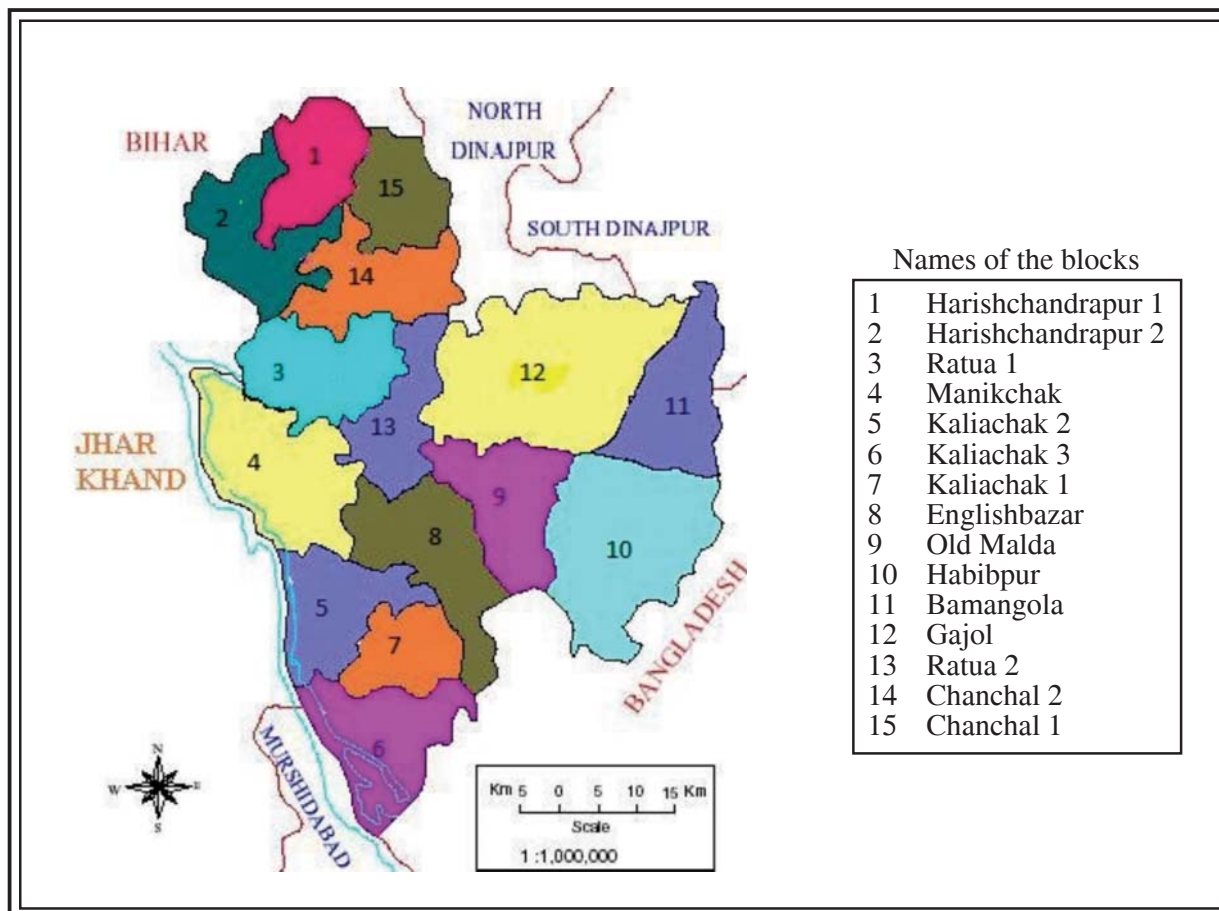 NORTH
DINAJPUR
BIHAR
1
15
2
SOUTH DINAJPUR
14
3
12
11
13
JHAR
KHAND
4
9
8
10
5
7
BANGLADESH
6
MURSHIDABAD
N
W
E
S
Km 5 0 5 10 15 Km
Scale
1 :1,000,000
Names of the blocks
1 Harishchandrapur 1
2 Harishchandrapur 2
3 Ratua 1
4 Manikchak
5 Kaliachak 2
6 Kaliachak 3
7 Kaliachak 1
8 Englishbazar
9 Old Malda
10 Habibpur
11 Bamangola
12 Gajol
13 Ratua 2
14 Chanchal 2
15 Chanchal 1